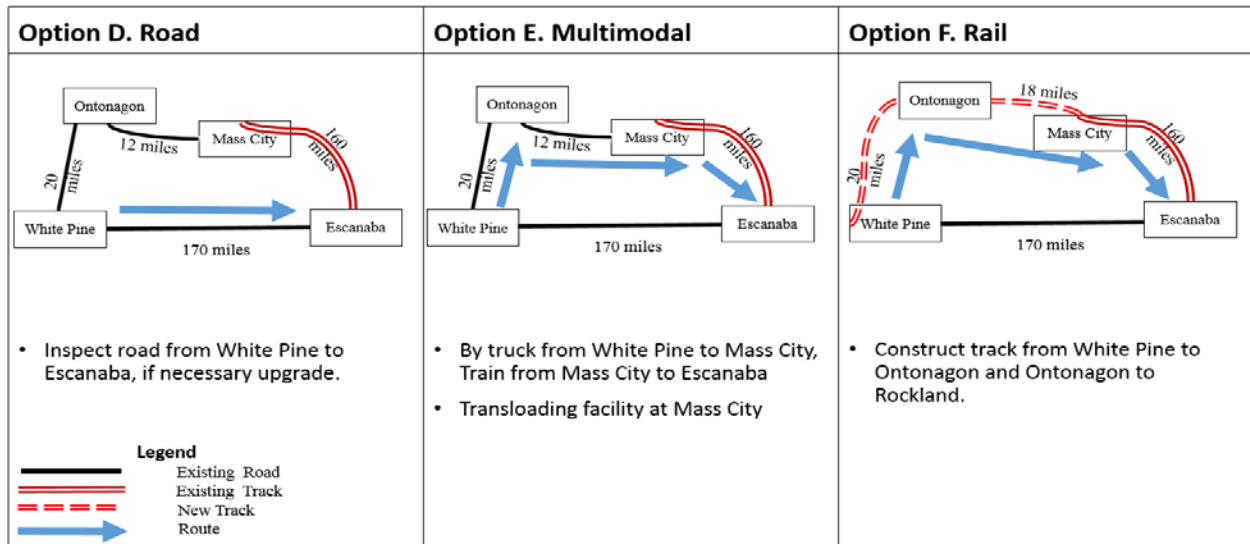 Option D. Road
Ontonagon
12 miles
Mass City
160
miles
20
miles
White Pine
Escanaba
170 miles
• Inspect road from White Pine to
Escanaba, if necessary upgrade.
Legend
Existing Road
Existing Track
New Track
Route
Option E. Multimodal
Ontonagon
12 miles
Mass City
160
miles
20
miles
White Pine
Escanaba
170 miles
• By truck from White Pine to Mass City,
Train from Mass City to Escanaba
• Transloading facility at Mass City
Option F. Rail
18 miles
Ontonagon
Mass City
160
miles
20
miles
White Pine
Escanaba
170 miles
• Construct track from White Pine to
Ontonagon and Ontonagon to
Rockland.